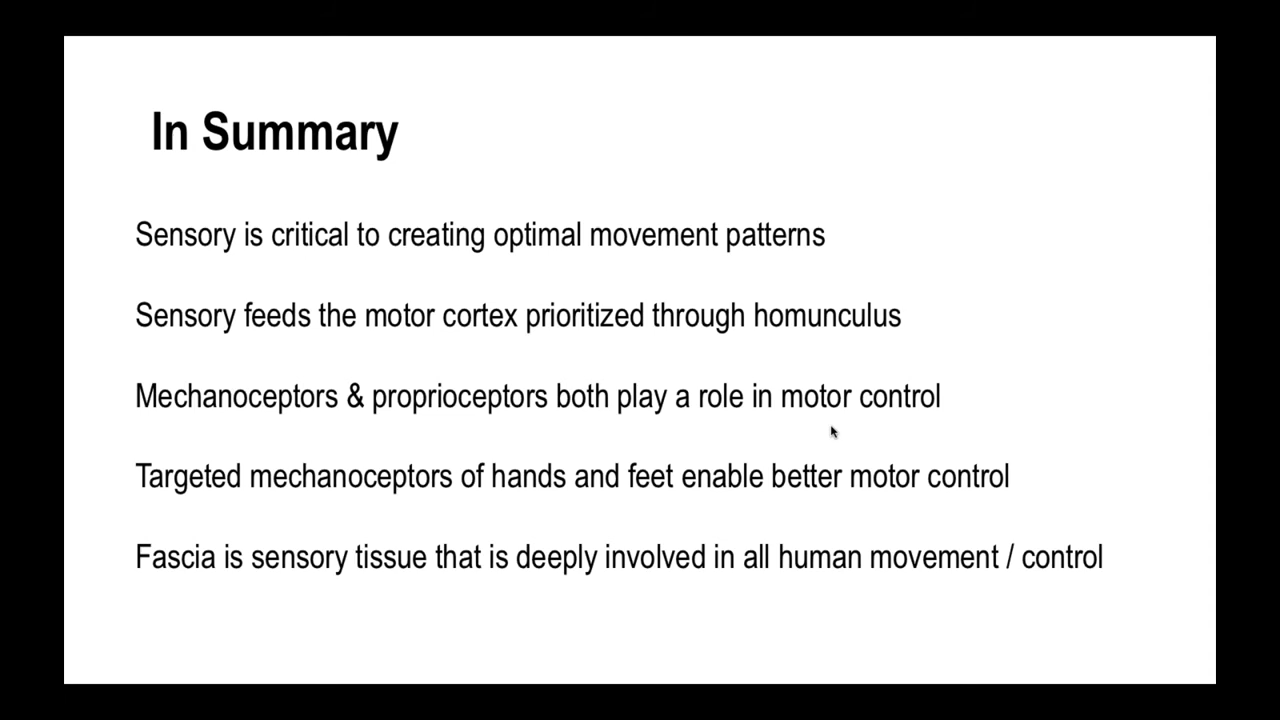 In Summary
Sensory is critical to creating optimal movement patterns
Sensory feeds the motor cortex prioritized through homunculus
Mechanoceptors & proprioceptors both play a role in motor control
Targeted mechanoceptors of hands and feet enable better motor control
Fascia is sensory tissue that is deeply involved in all human movement / control